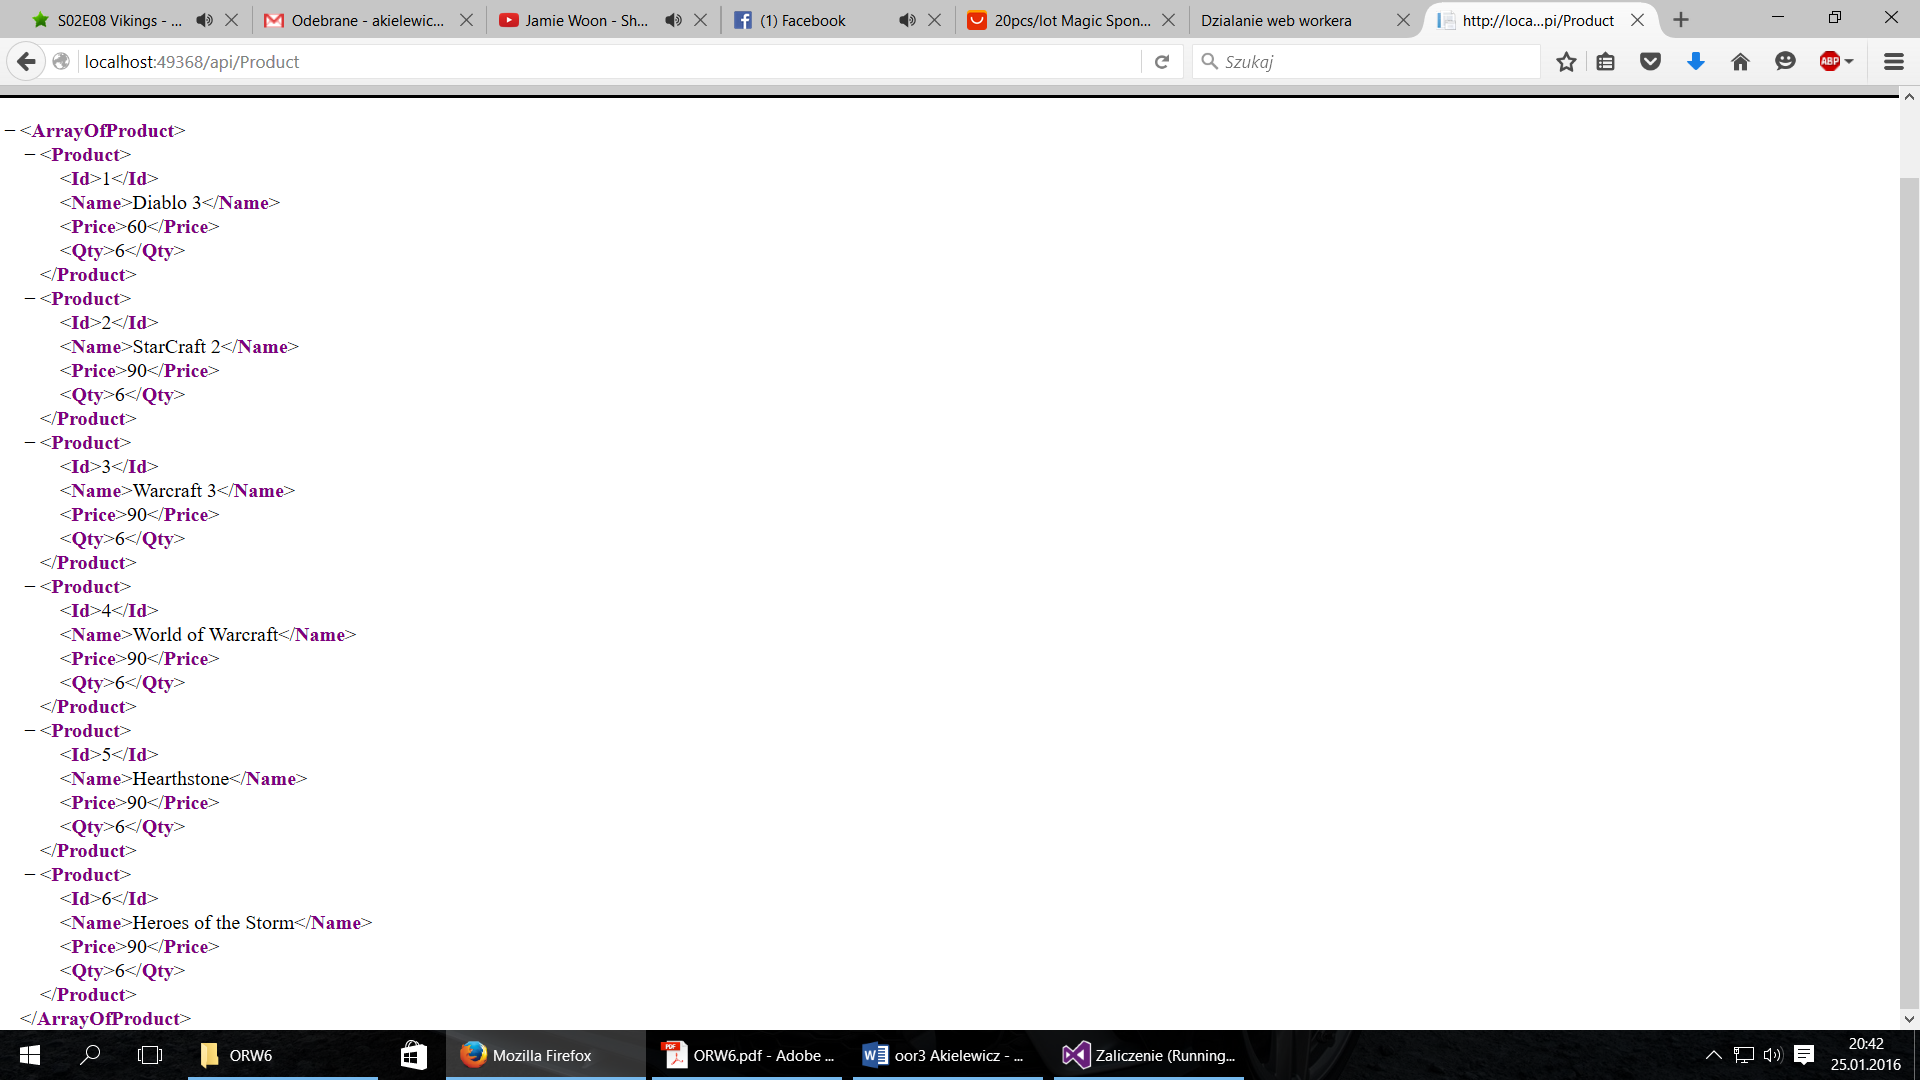 S02E08 Vikings - ...
Odebrane - akielewic...
Jamie Woon - Sh...
(1) Facebook
20pcs/lot Magic Spon...
Dzialanie web workera
http://loca...pi/Product
localhost:49368/api/Product
Szukaj
ABP
− <ArrayOfProduct>
− <Product>
<Id>1</Id>
<Name>Diablo 3</Name>
<Price>60</Price>
<Qty>6</Qty>
</Product>
− <Product>
<Id>2</Id>
<Name>StarCraft 2</Name>
<Price>90</Price>
<Qty>6</Qty>
</Product>
− <Product>
<Id>3</Id>
<Name>Warcraft 3</Name>
<Price>90</Price>
<Qty>6</Qty>
</Product>
− <Product>
<Id>4</Id>
<Name>World of Warcraft</Name>
<Price>90</Price>
<Qty>6</Qty>
</Product>
− <Product>
<Id>5</Id>
<Name>Hearthstone</Name>
<Price>90</Price>
<Qty>6</Qty>
</Product>
− <Product>
<Id>6</Id>
<Name>Heroes of the Storm</Name>
<Price>90</Price>
<Qty>6</Qty>
</Product>
</ArrayOfProduct>
ORW6
Mozilla Firefox
PDF
ORW6.pdf - Adobe ...
oor3 Akielewicz - ...
Zaliczenie (Running...
20:42
25.01.2016